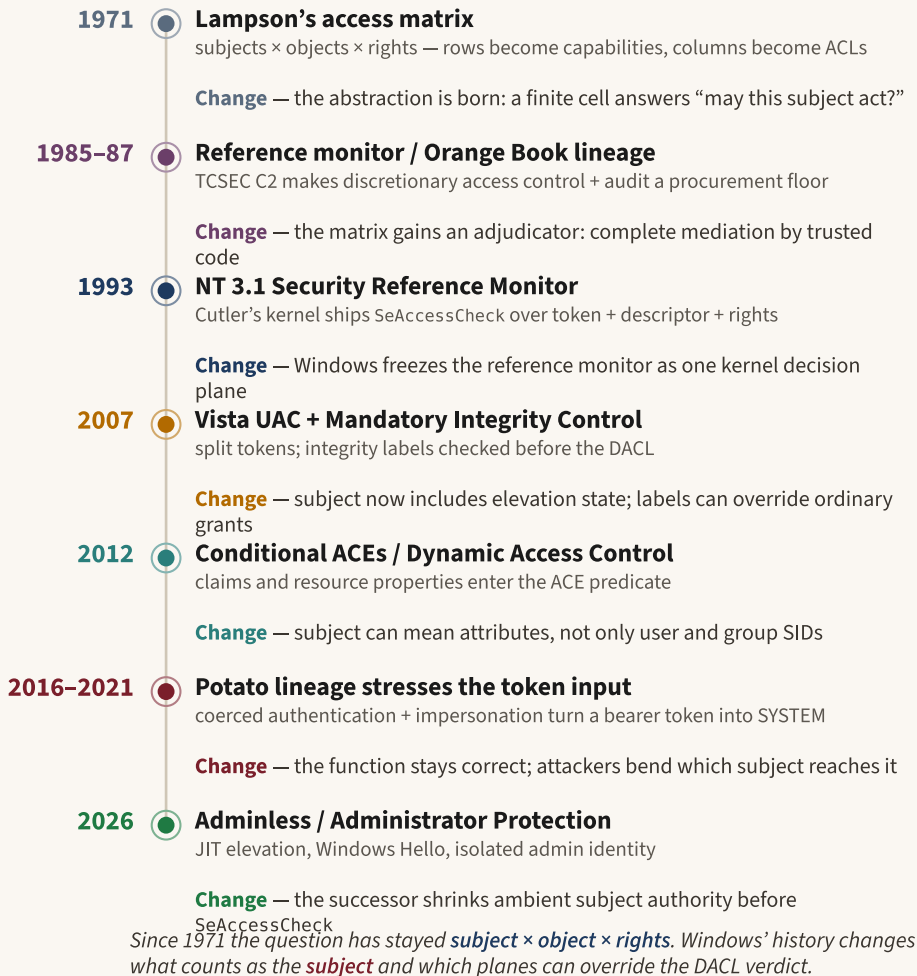 1971
Lampson’s access matrix
subjects × objects × rights — rows become capabilities, columns become ACLs
Change — the abstraction is born: a finite cell answers “may this subject act?”
1985–87
Reference monitor / Orange Book lineage
TCSEC C2 makes discretionary access control + audit a procurement floor
Change — the matrix gains an adjudicator: complete mediation by trusted
code
1993
NT 3.1 Security Reference Monitor
Cutler’s kernel ships SeAccessCheck over token + descriptor + rights
Change — Windows freezes the reference monitor as one kernel decision
plane
2007
Vista UAC + Mandatory Integrity Control
split tokens; integrity labels checked before the DACL
Change — subject now includes elevation state; labels can override ordinary
grants
2012
Conditional ACEs / Dynamic Access Control
claims and resource properties enter the ACE predicate
Change — subject can mean attributes, not only user and group SIDs
2016–2021
Potato lineage stresses the token input
coerced authentication + impersonation turn a bearer token into SYSTEM
Change — the function stays correct; attackers bend which subject reaches it
2026
Adminless / Administrator Protection
JIT elevation, Windows Hello, isolated admin identity
Change — the successor shrinks ambient subject authority before
SeAccessCheck
Since 1971 the question has stayed subject × object × rights. Windows’ history changes
what counts as the subject and which planes can override the DACL verdict.